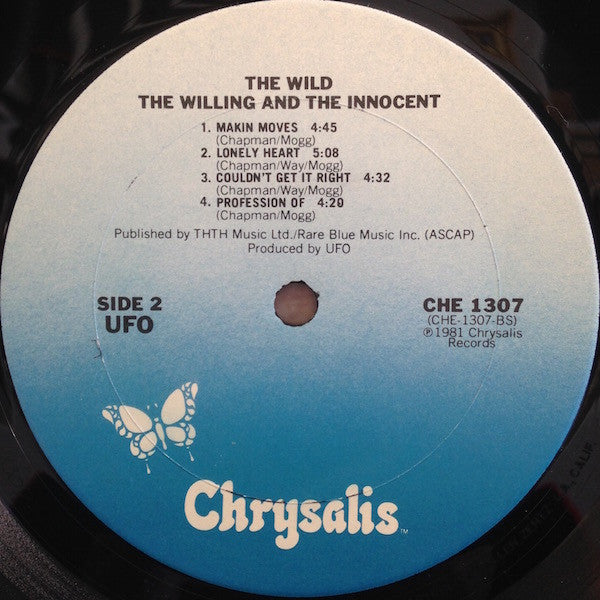 THE WILD
THE WILLING AND THE INNOCENT
1. MAKIN MOVES 4:45
(Chapman/Mogg)
2. LONELY HEART 5:08
(Chapman/Way/Mogg)
3. COULDN'T GET IT RIGHT 4:32
(Chapman/Way/Mogg)
4. PROFESSION OF 4:20
(Chapman/Mogg)
Published by THTH Music Ltd./Rare Blue Music Inc. (ASCAP)
Produced by UFO
SIDE 2
UFO
CHE 1307
(CHE-1307-BS)
℗1981 Chrysalis
Records
Chrysalis™
CALIF.